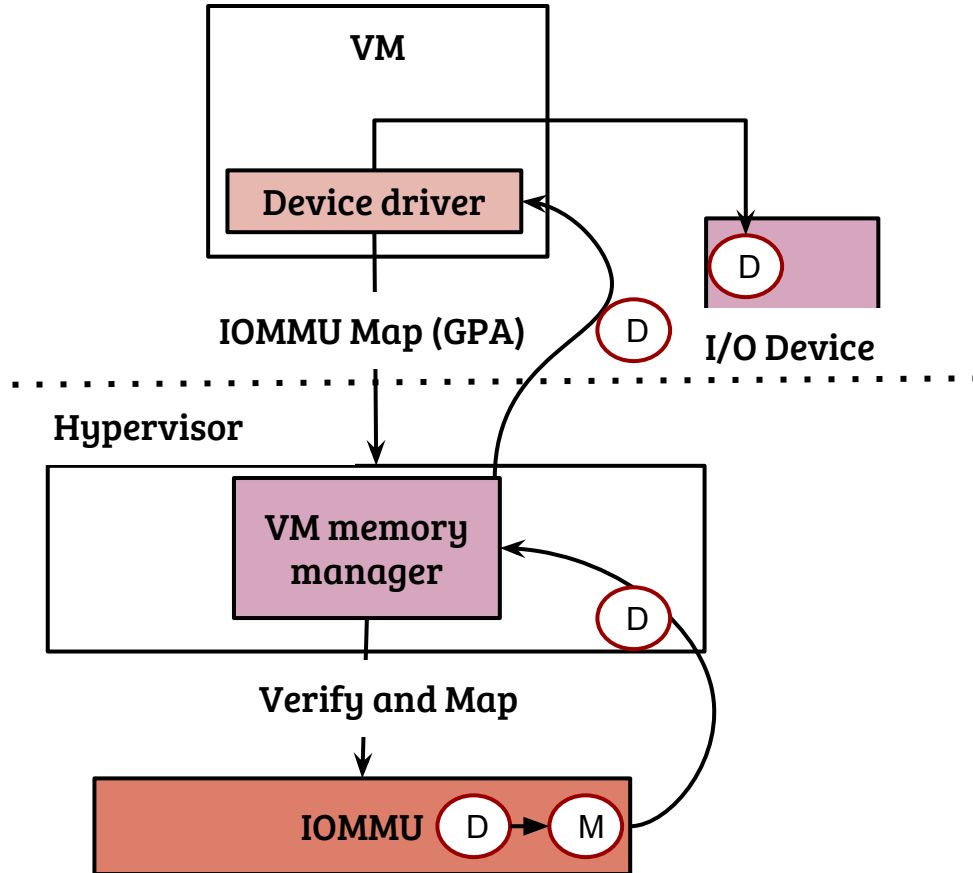 VM
Device driver
D
IOMMU Map (GPA)
D
I/O Device
Hypervisor
VM memory
manager
D
Verify and Map
IOMMU
D
M